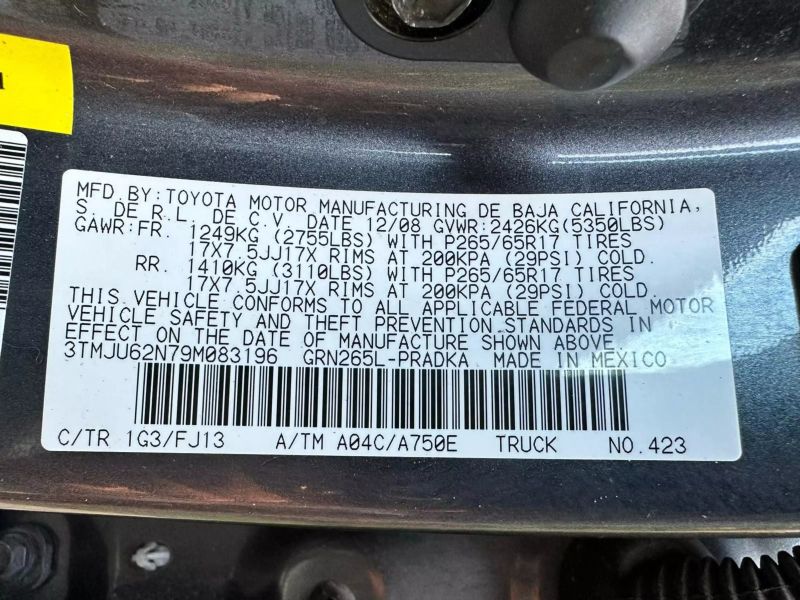 MFD.BY:TOYOTA MOTOR MANUFACTURING DE BAJA CALIFORNIA,
S. DE R.L. DE C.V. DATE 12/08 GVWR:2426KG(5350LBS)
GAWR:FR. 1249KG (2755LBS) WITH P265/65R17 TIRES
17X7.5JJ17X RIMS AT 200KPA (29PSI) COLD.
RR. 1410KG (3110LBS) WITH P265/65R17 TIRES
17X7.5JJ17X RIMS AT 200KPA (29PSI) COLD.
THIS VEHICLE CONFORMS TO ALL APPLICABLE FEDERAL MOTOR
VEHICLE SAFETY AND THEFT PREVENTION STANDARDS IN
EFFECT ON THE DATE OF MANUFACTURE SHOWN ABOVE.
3TMJU62N79M083196 GRN265L-PRADKA MADE IN MEXICO
C/TR 1G3/FJ13 A/TM A04C/A750E TRUCK NO.423